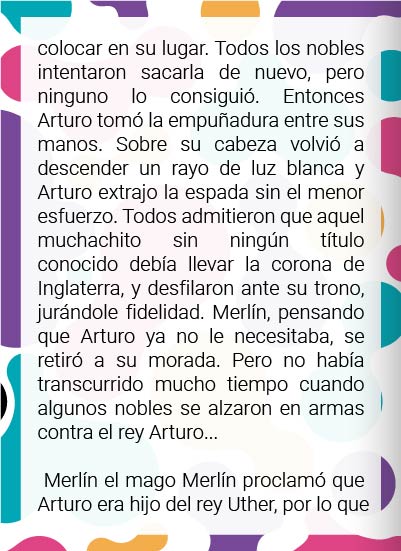 colocar en su lugar. Todos los nobles
intentaron sacarla de nuevo, pero
ninguno lo consiguió. Entonces
Arturo tomó la empuñadura entre sus
manos. Sobre su cabeza volvió a
descender un rayo de luz blanca y
Arturo extrajo la espada sin el menor
esfuerzo. Todos admitieron que aquel
muchachito sin ningún título
conocido debía llevar la corona de
Inglaterra, y desfilaron ante su trono,
jurándole fidelidad. Merlín, pensando
que Arturo ya no le necesitaba, se
retiró a su morada. Pero no había
transcurrido mucho tiempo cuando
algunos nobles se alzaron en armas
contra el rey Arturo...
Merlín el mago Merlín proclamó que
Arturo era hijo del rey Uther, por lo que